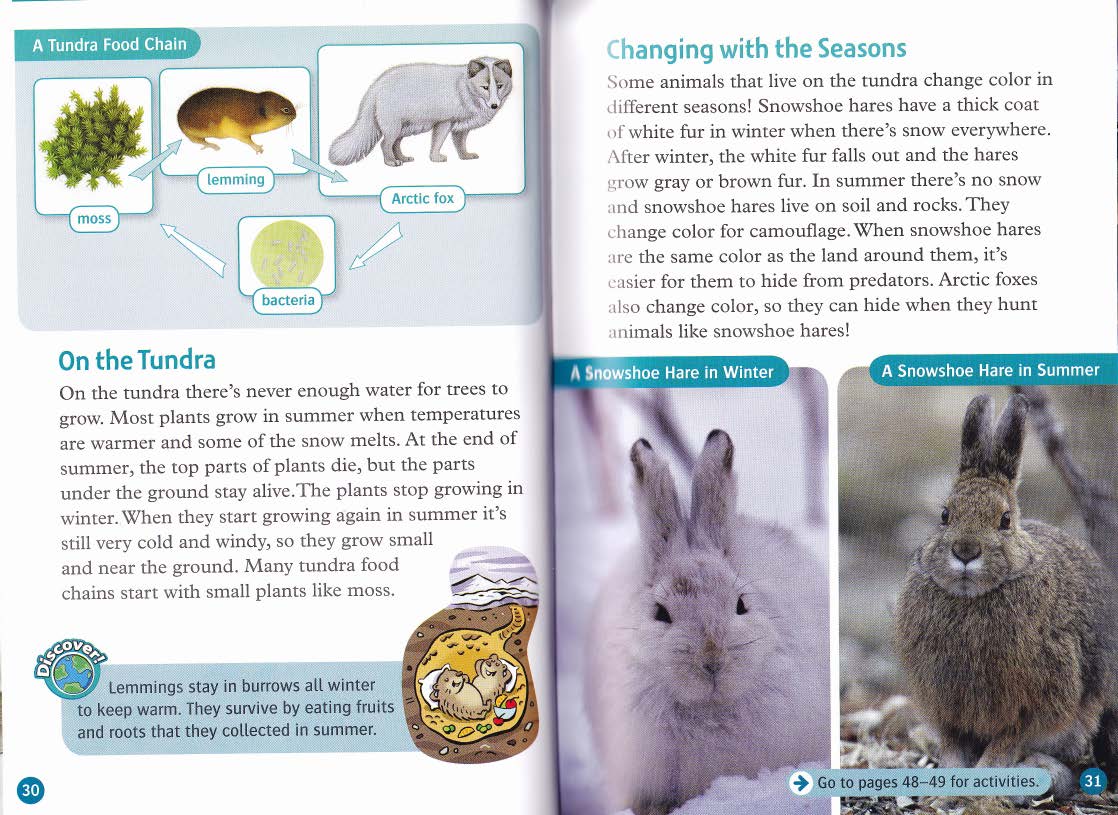 A Tundra Food Chain
moss
lemming
Arctic fox
bacteria
On the Tundra
On the tundra there's never enough water for trees to
grow. Most plants grow in summer when temperatures
are warmer and some of the snow melts. At the end of
summer, the top parts of plants die, but the parts
under the ground stay alive. The plants stop growing in
winter. When they start growing again in summer it's
still very cold and windy, so they grow small
and near the ground. Many tundra food
chains start with small plants like moss.
Discover!
Lemmings stay in burrows all winter
to keep warm. They survive by eating fruits
and roots that they collected in summer.
30
Changing with the Seasons
Some animals that live on the tundra change color in
different seasons! Snowshoe hares have a thick coat
of white fur in winter when there's snow everywhere.
After winter, the white fur falls out and the hares
grow gray or brown fur. In summer there's no snow
and snowshoe hares live on soil and rocks. They
change color for camouflage. When snowshoe hares
are the same color as the land around them, it's
easier for them to hide from predators. Arctic foxes
also change color, so they can hide when they hunt
animals like snowshoe hares!
A Snowshoe Hare in Winter
A Snowshoe Hare in Summer
Go to pages 48–49 for activities.
31